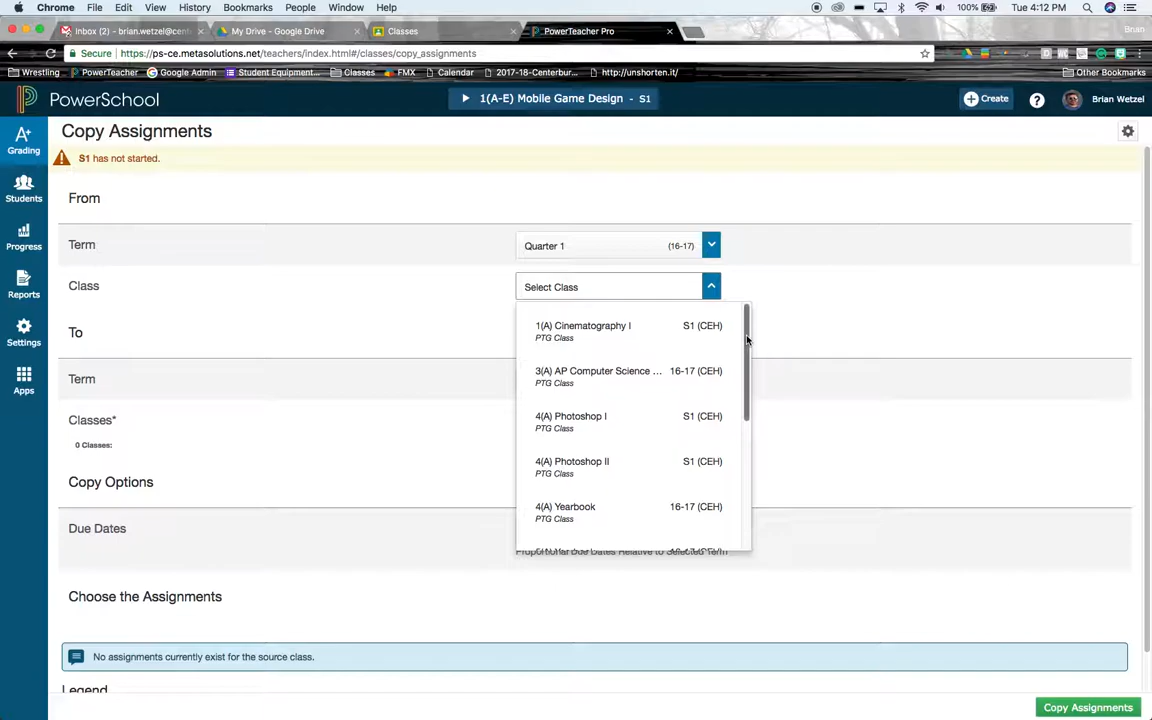 Chrome File Edit View History Bookmarks People Window Help 100% Tue 4:12 PM
Inbox (2) - brian.wetzel@cent × My Drive - Google Drive × Classes × PowerTeacher Pro × Brian
Secure https://ps-ce.metasolutions.net/teachers/index.html#/classes/copy_assignments
Wrestling PowerTeacher Google Admin Student Equipment... Classes FMX Calendar 2017-18-Centerbur... http://unshorten.it/ Other Bookmarks
PowerSchool 1(A-E) Mobile Game Design - S1 Create ? Brian Wetzel
A+
Grading
Students
Progress
Reports
Settings
Apps
Copy Assignments
S1 has not started.
From
Term Quarter 1 (16-17)
Class Select Class
1(A) Cinematography I S1 (CEH)
PTG Class
To
3(A) AP Computer Science ... 16-17 (CEH)
PTG Class
Term
4(A) Photoshop I S1 (CEH)
PTG Class
Classes*
0 Classes:
4(A) Photoshop II S1 (CEH)
PTG Class
Copy Options
4(A) Yearbook 16-17 (CEH)
PTG Class
Due Dates
Proportional Due Dates Relative to Selected Term
Choose the Assignments
No assignments currently exist for the source class.
Legend
Copy Assignments